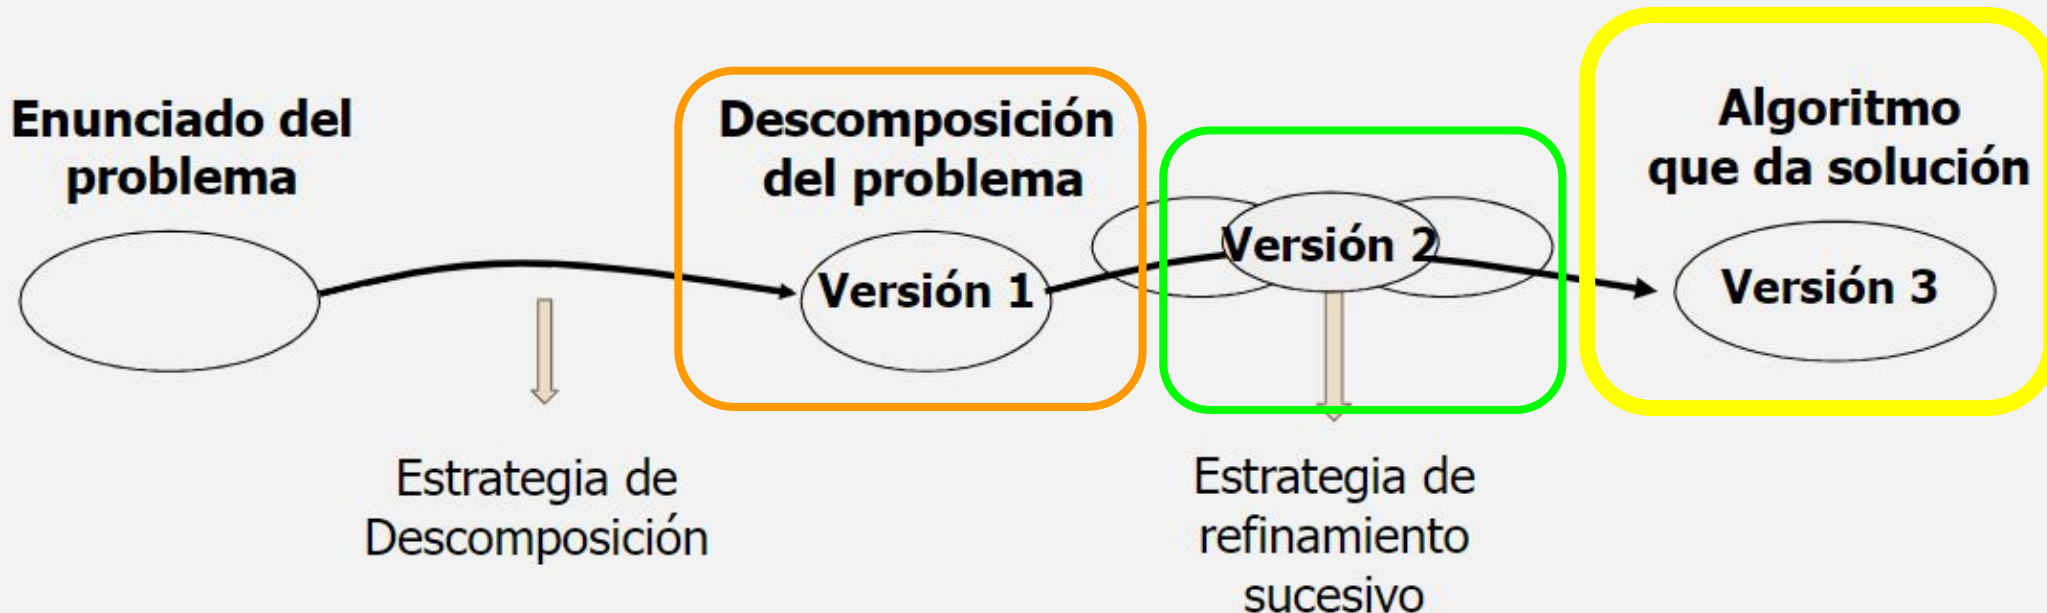 Enunciado del
problema
Descomposición
del problema
Versión 1
Versión 2
Algoritmo
que da solución
Versión 3
Estrategia de
Descomposición
Estrategia de
refinamiento
sucesivo